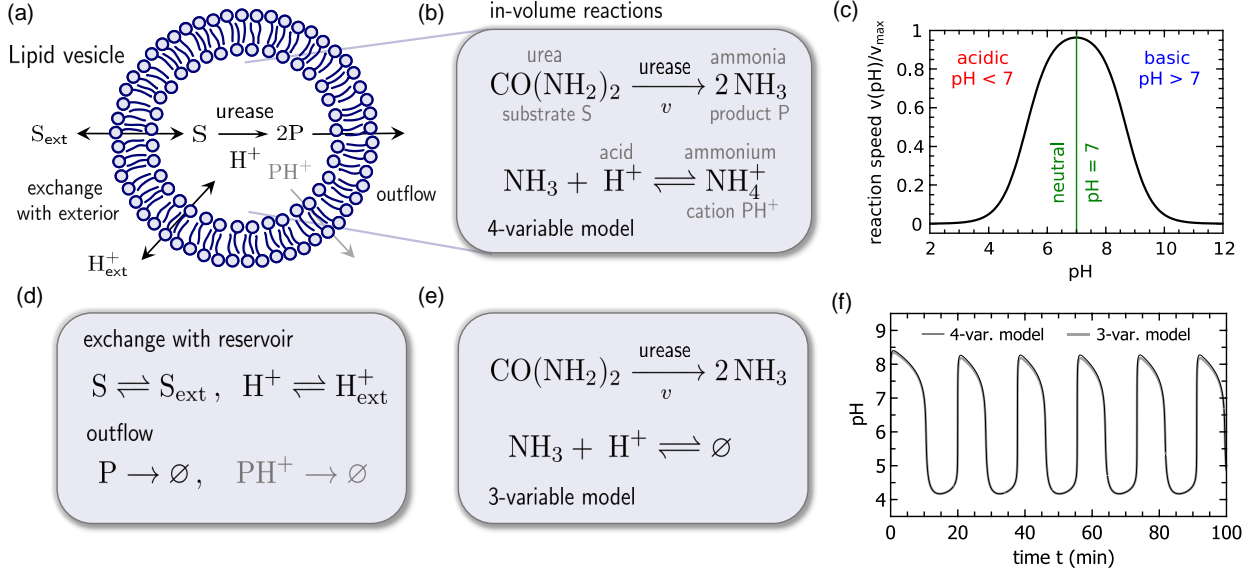 (a)
Lipid vesicle
S_ext
S
urease
2P
H⁺
PH⁺
exchange
with exterior
outflow
H⁺_ext
(b)
in-volume reactions
urea
urease
ammonia
CO(NH₂)₂ ⟶ 2 NH₃
substrate S
v
product P
acid
ammonium
NH₃ + H⁺ ⇌ NH₄⁺
cation PH⁺
4-variable model
(c)
reaction speed v(pH)/v_max
1
0.8
0.6
0.4
0.2
0
acidic
pH < 7
basic
pH > 7
neutral
pH = 7
2 4 6 8 10 12
pH
(d)
exchange with reservoir
S ⇌ S_ext , H⁺ ⇌ H⁺_ext
outflow
P → ∅ , PH⁺ → ∅
(e)
urease
CO(NH₂)₂ ⟶ 2 NH₃
v
NH₃ + H⁺ ⇌ ∅
3-variable model
(f)
4-var. model 3-var. model
pH
9
8
7
6
5
4
0 20 40 60 80 100
time t (min)